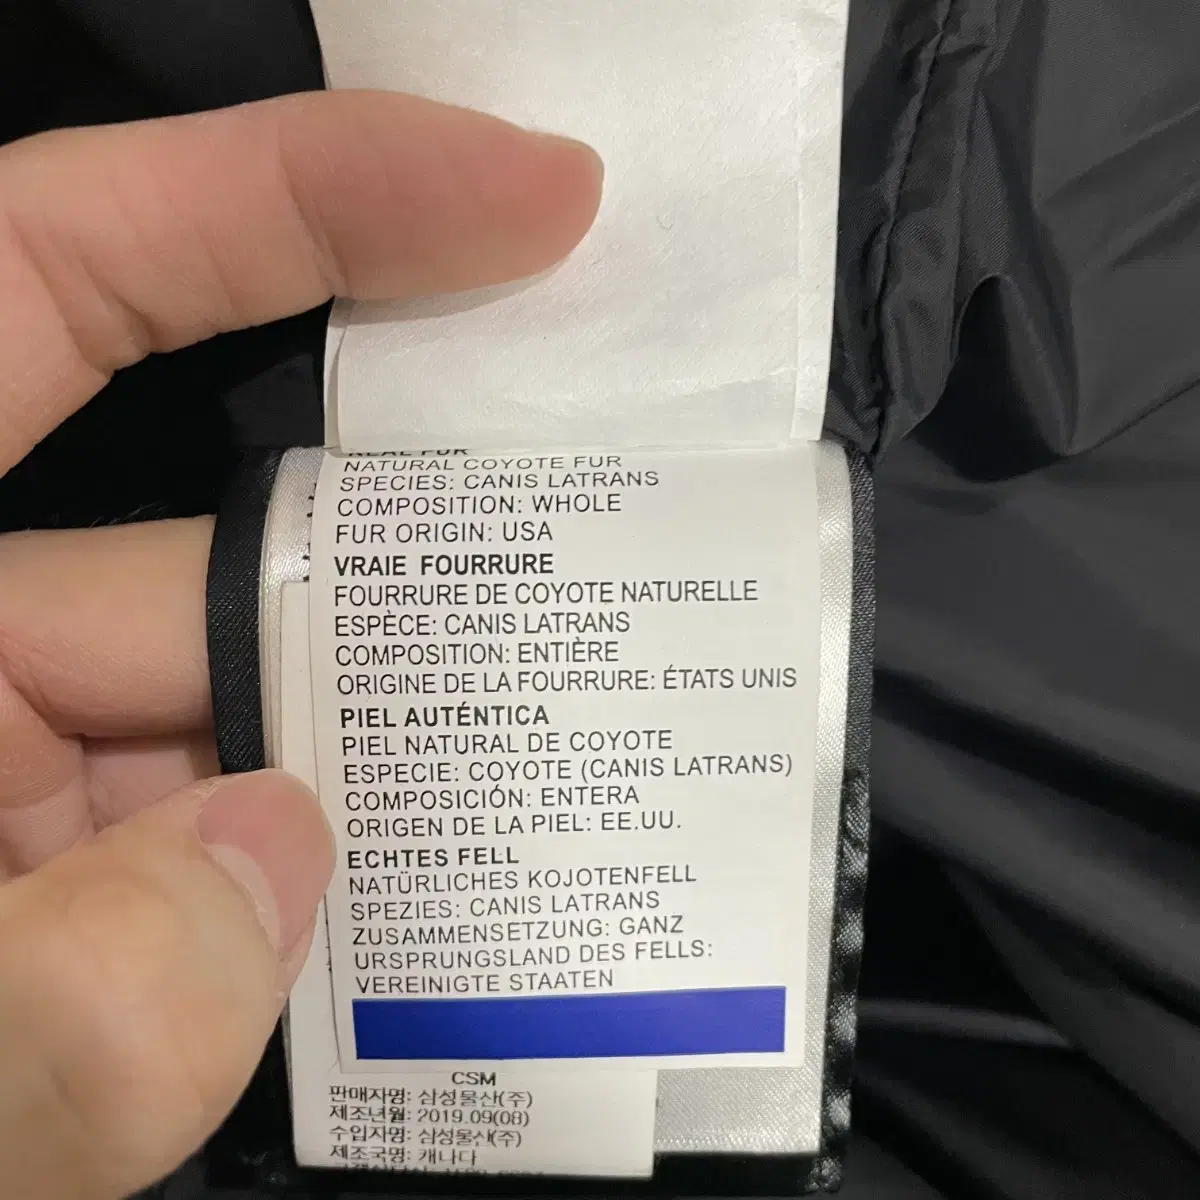 REAL FUR
NATURAL COYOTE FUR
SPECIES: CANIS LATRANS
COMPOSITION: WHOLE
FUR ORIGIN: USA
VRAIE FOURRURE
FOURRURE DE COYOTE NATURELLE
ESPÈCE: CANIS LATRANS
COMPOSITION: ENTIÈRE
ORIGINE DE LA FOURRURE: ÉTATS UNIS
PIEL AUTÉNTICA
PIEL NATURAL DE COYOTE
ESPECIE: COYOTE (CANIS LATRANS)
COMPOSICIÓN: ENTERA
ORIGEN DE LA PIEL: EE.UU.
ECHTES FELL
NATÜRLICHES KOJOTENFELL
SPEZIES: CANIS LATRANS
ZUSAMMENSETZUNG: GANZ
URSPRUNGSLAND DES FELLS:
VEREINIGTE STAATEN
CSM
판매자명: 삼성물산(주)
제조년월: 2019.09(08)
수입자명: 삼성물산(주)
제조국명: 캐나다